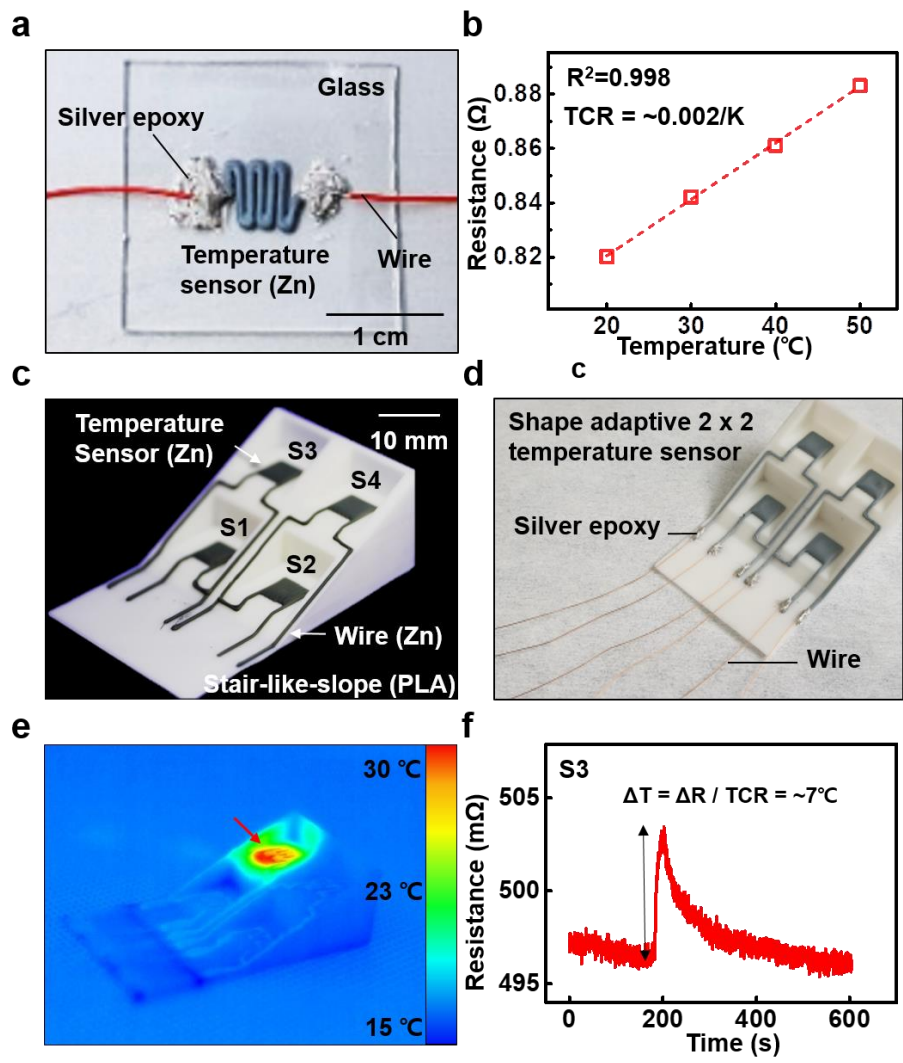 a
Glass
Silver epoxy
Temperature
sensor (Zn)
Wire
1 cm
b
R²=0.998
TCR = ~0.002/K
Resistance (Ω)
0.88
0.86
0.84
0.82
20
30
40
50
Temperature (℃)
c
c
Temperature
Sensor (Zn)
10 mm
S3
S4
S1
S2
Wire (Zn)
Stair-like-slope (PLA)
d
Shape adaptive 2 x 2
temperature sensor
Silver epoxy
Wire
e
30 ℃
23 ℃
15 ℃
f
S3
ΔT = ΔR / TCR = ~7℃
Resistance (mΩ)
505
500
495
0
200
400
600
Time (s)